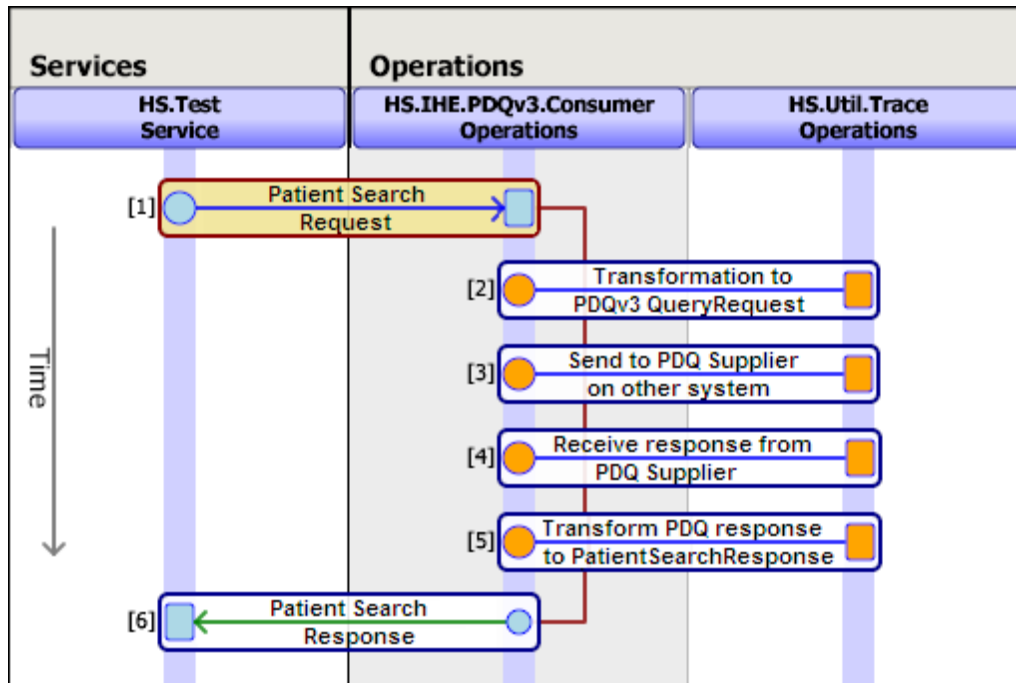 Services
Operations
HS.Test
Service
HS.IHE.PDQv3.Consumer
Operations
HS.Util.Trace
Operations
[1]
Patient Search
Request
Time
[2]
Transformation to
PDQv3 QueryRequest
[3]
Send to PDQ Supplier
on other system
[4]
Receive response from
PDQ Supplier
[5]
Transform PDQ response
to PatientSearchResponse
[6]
Patient Search
Response